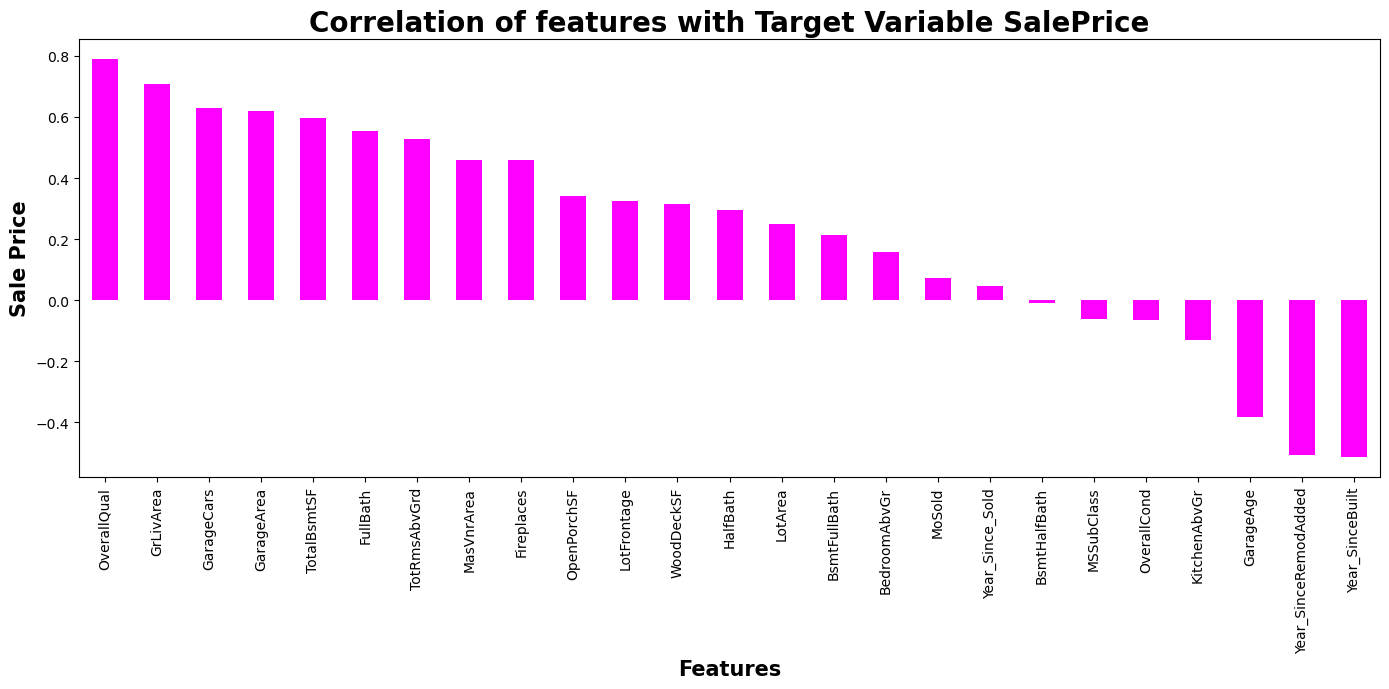 Correlation of features with Target Variable SalePrice
Sale Price
0.8
0.6
0.4
0.2
0.0
−0.2
−0.4
OverallQual
GrLivArea
GarageCars
GarageArea
TotalBsmtSF
FullBath
TotRmsAbvGrd
MasVnrArea
Fireplaces
OpenPorchSF
LotFrontage
WoodDeckSF
HalfBath
LotArea
BsmtFullBath
BedroomAbvGr
MoSold
Year_Since_Sold
BsmtHalfBath
MSSubClass
OverallCond
KitchenAbvGr
GarageAge
Year_SinceRemodAdded
Year_SinceBuilt
Features